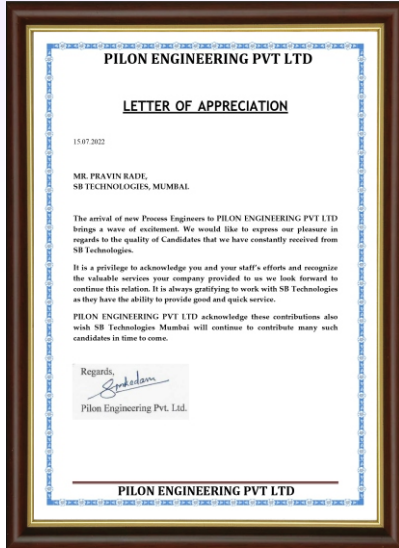 PILON ENGINEERING PVT LTD
LETTER OF APPRECIATION
15.07.2022
MR. PRAVIN RADE,
SB TECHNOLOGIES, MUMBAI.
The arrival of new Process Engineers to PILON ENGINEERING PVT LTD
brings a wave of excitement. We would like to express our pleasure in
regards to the quality of Candidates that we have constantly received from
SB Technologies.
It is a privilege to acknowledge you and your staff's efforts and recognize
the valuable services your company provided to us we look forward to
continue this relation. It is always gratifying to work with SB Technologies
as they have the ability to provide good and quick service.
PILON ENGINEERING PVT LTD acknowledge these contributions also
wish SB Technologies Mumbai will continue to contribute many such
candidates in time to come.
Regards,
Pilon Engineering Pvt. Ltd.
PILON ENGINEERING PVT LTD